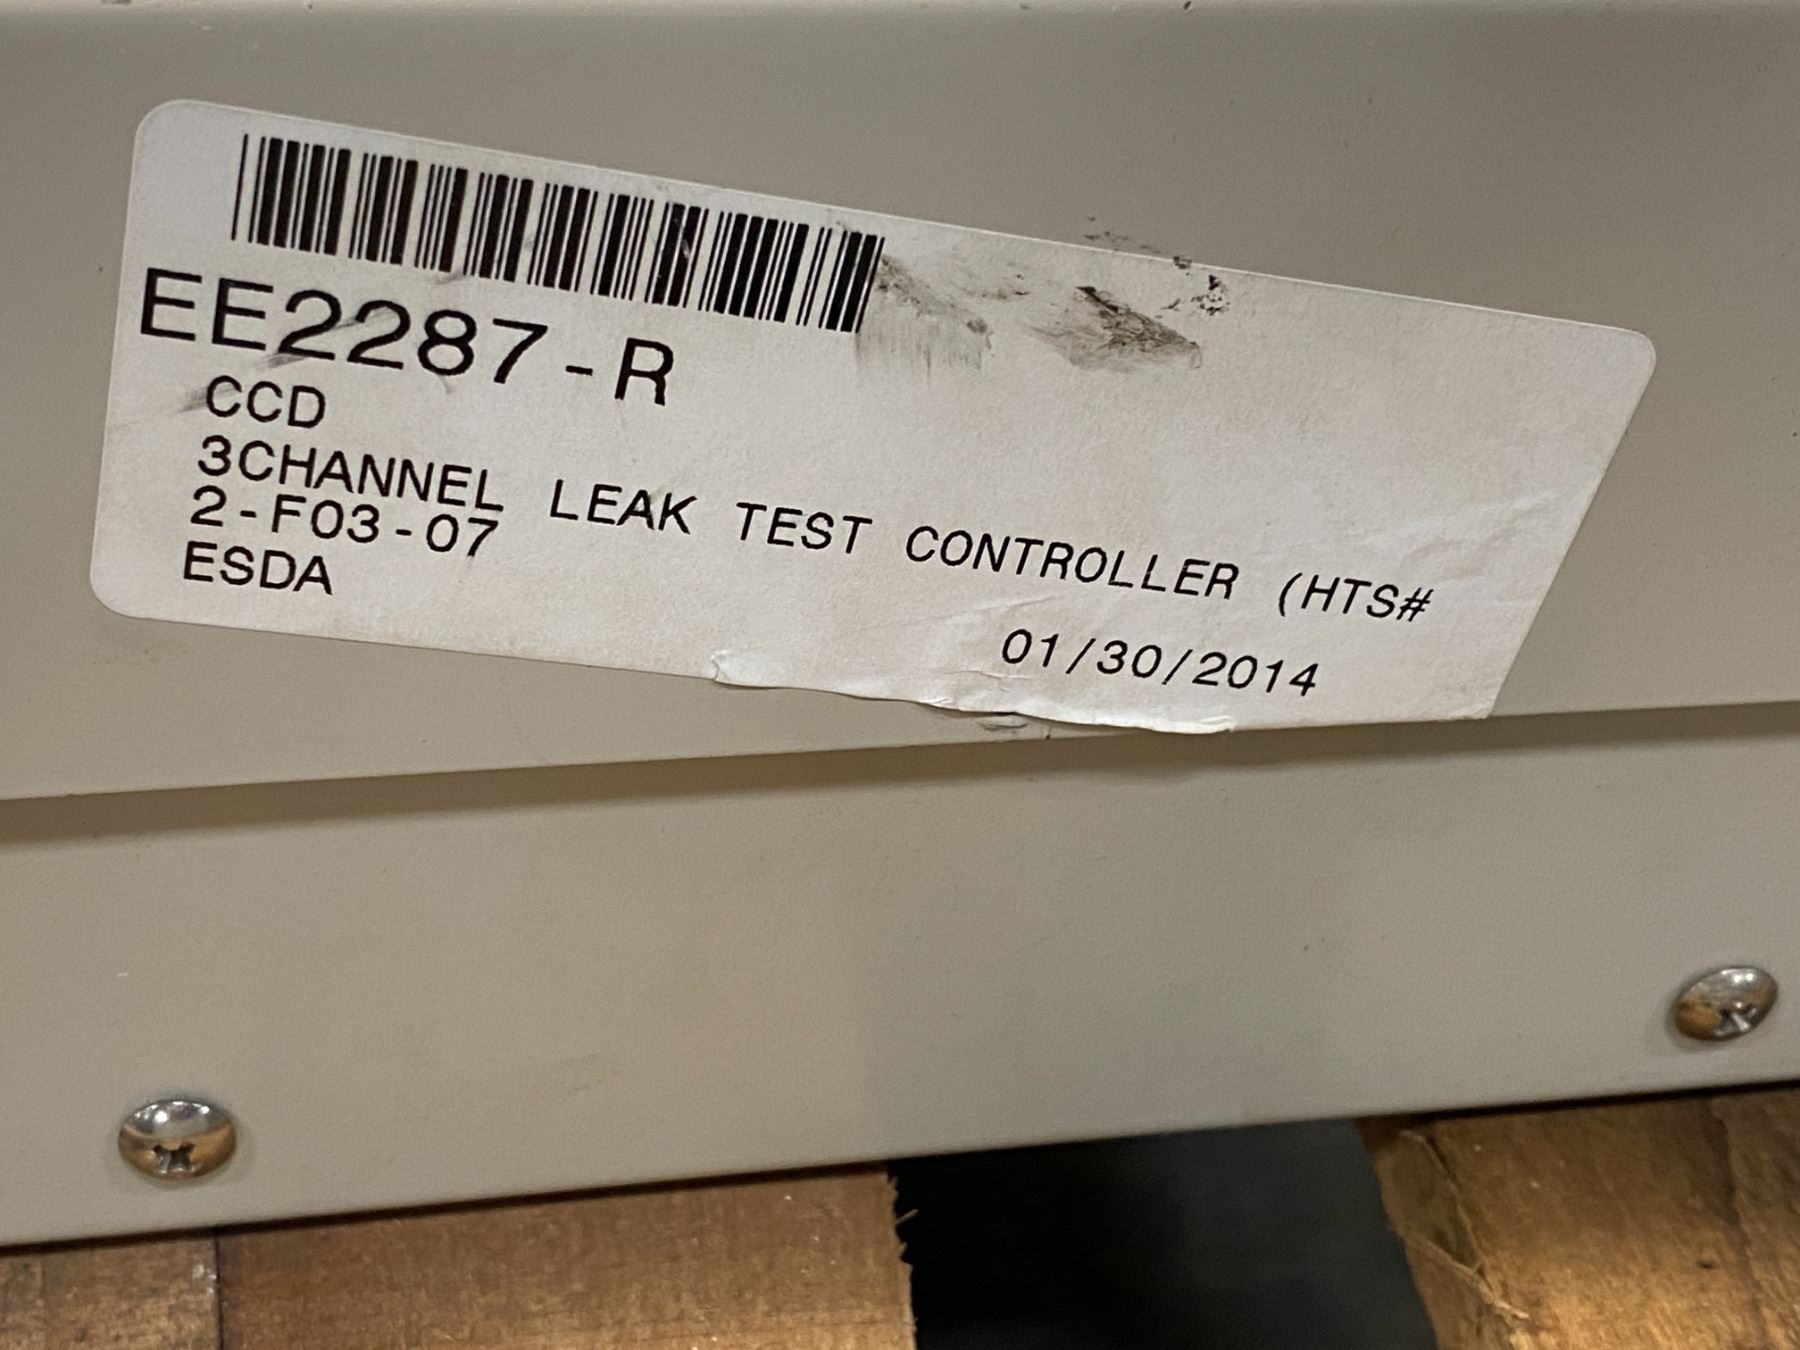 EE2287-R
CCD
3CHANNEL LEAK TEST CONTROLLER (HTS#
2-F03-07
ESDA
01/30/2014